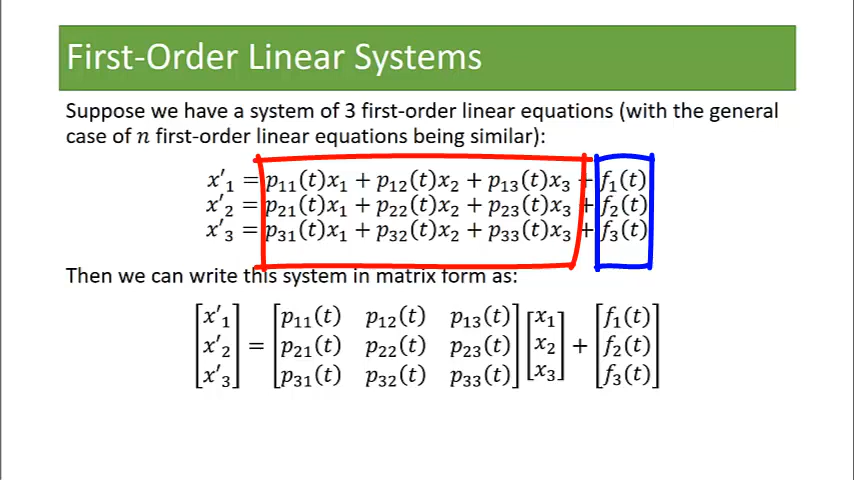 First-Order Linear Systems
Suppose we have a system of 3 first-order linear equations (with the general
case of n first-order linear equations being similar):
x′₁ = p₁₁(t)x₁ + p₁₂(t)x₂ + p₁₃(t)x₃ + f₁(t)
x′₂ = p₂₁(t)x₁ + p₂₂(t)x₂ + p₂₃(t)x₃ + f₂(t)
x′₃ = p₃₁(t)x₁ + p₃₂(t)x₂ + p₃₃(t)x₃ + f₃(t)
Then we can write this system in matrix form as:
[x′₁] [p₁₁(t) p₁₂(t) p₁₃(t)] [x₁] [f₁(t)]
[x′₂] = [p₂₁(t) p₂₂(t) p₂₃(t)] [x₂] + [f₂(t)]
[x′₃] [p₃₁(t) p₃₂(t) p₃₃(t)] [x₃] [f₃(t)]